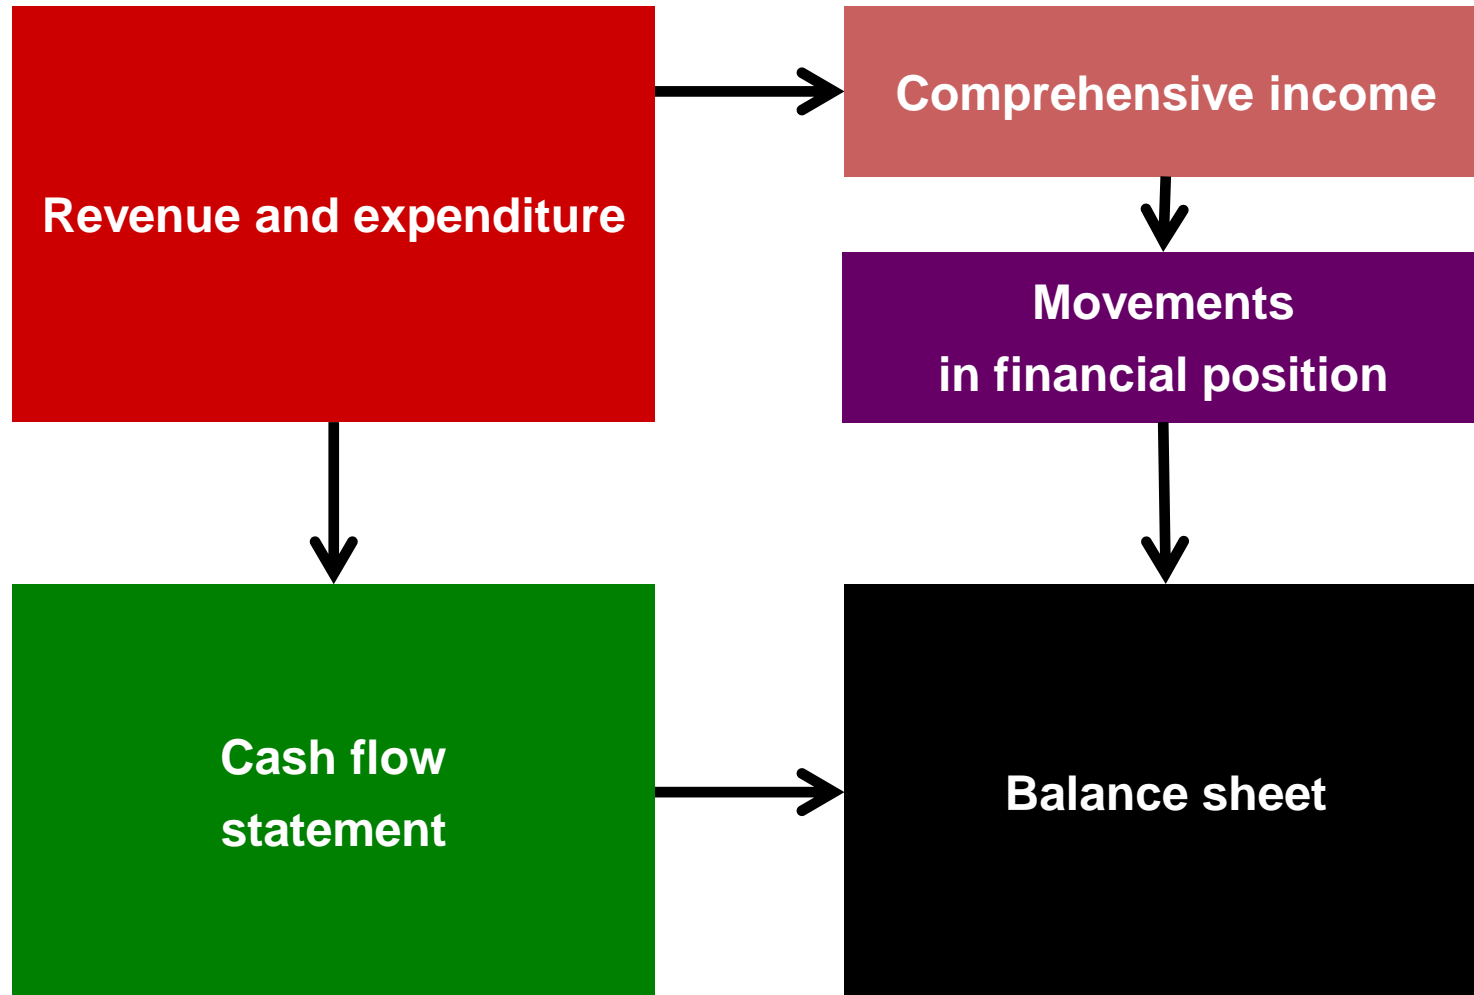 Revenue and expenditure
Comprehensive income
Movements
in financial position
Cash flow
statement
Balance sheet